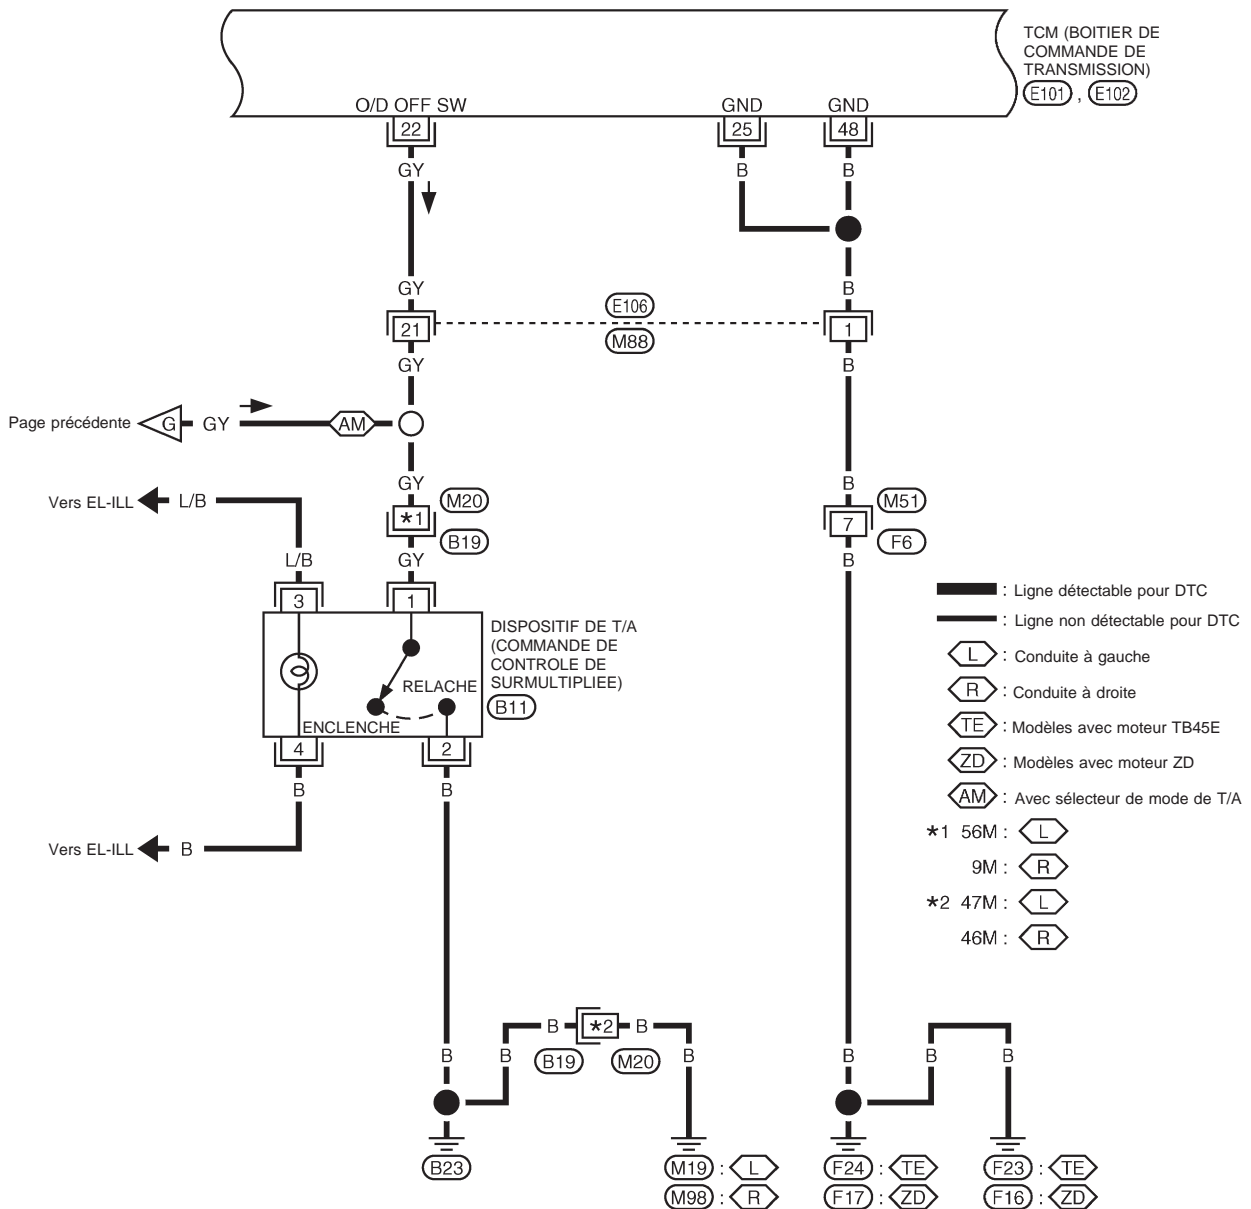 TCM (BOITIER DE
COMMANDE DE
TRANSMISSION)
E101 , E102
O/D OFF SW
GND
GND
22
25
48
GY
B
B
GY
B
E106
21
1
M88
GY
B
Page précédente
G
GY
AM
GY
B
Vers EL-ILL
L/B
M20
M51
*1
7
B19
F6
L/B
GY
B
3
1
DISPOSITIF DE T/A
(COMMANDE DE
CONTROLE DE
SURMULTIPLIEE)
B11
RELACHE
ENCLENCHE
4
2
B
B
Vers EL-ILL
B
: Ligne détectable pour DTC
: Ligne non détectable pour DTC
L : Conduite à gauche
R : Conduite à droite
TE : Modèles avec moteur TB45E
ZD : Modèles avec moteur ZD
AM : Avec sélecteur de mode de T/A
*1 56M : L
9M : R
*2 47M : L
46M : R
B
*2
B
B19
M20
B
B
B
B
B
B
B23
M19 : L
F24 : TE
F23 : TE
M98 : R
F17 : ZD
F16 : ZD